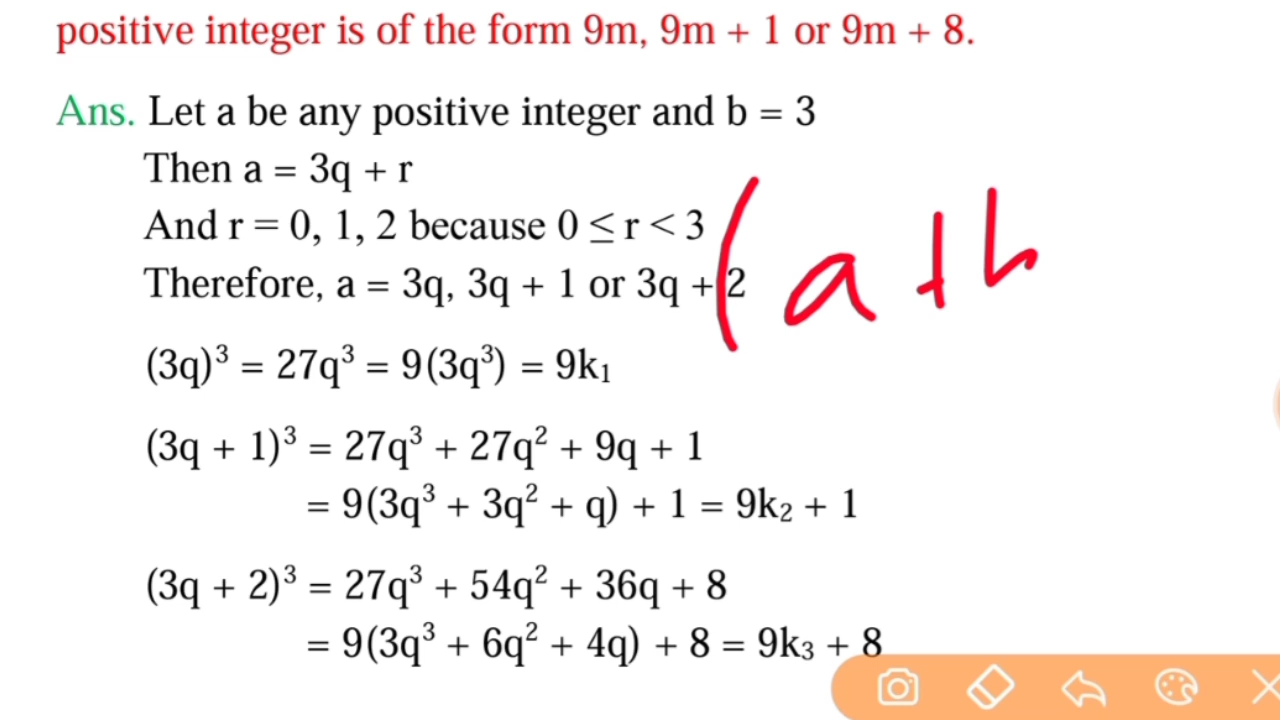 positive integer is of the form 9m, 9m + 1 or 9m + 8.
Ans. Let a be any positive integer and b = 3
Then a = 3q + r
And r = 0, 1, 2 because 0 ≤ r < 3
Therefore, a = 3q, 3q + 1 or 3q + 2
(a+b
(3q)³ = 27q³ = 9(3q³) = 9k₁
(3q + 1)³ = 27q³ + 27q² + 9q + 1
= 9(3q³ + 3q² + q) + 1 = 9k₂ + 1
(3q + 2)³ = 27q³ + 54q² + 36q + 8
= 9(3q³ + 6q² + 4q) + 8 = 9k₃ + 8